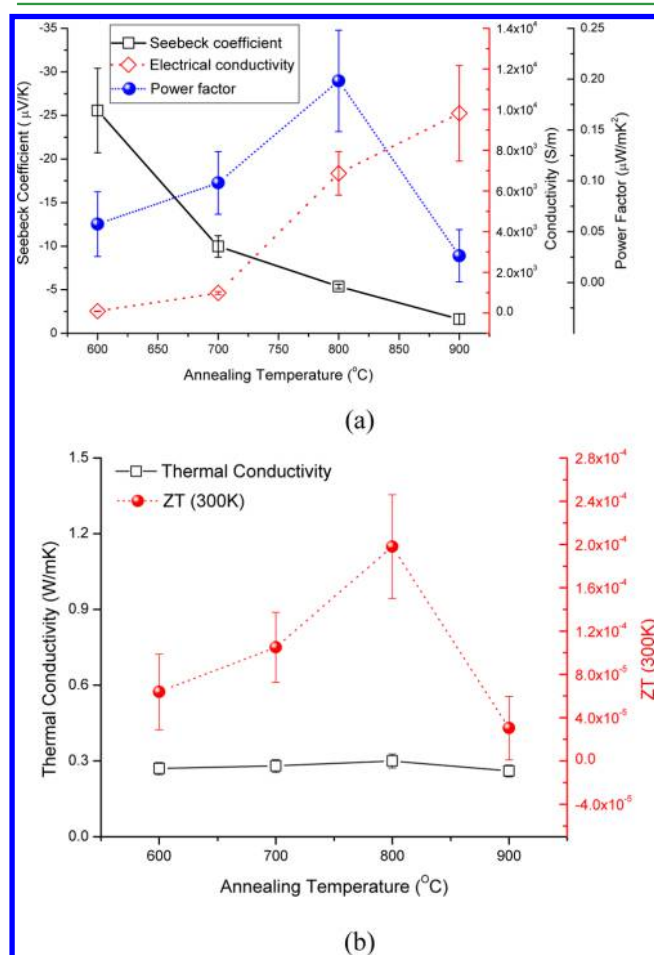 Seebeck coefficient
Electrical conductivity
Power factor
Seebeck Coefficient ( μV/K)
-35
-30
-25
-20
-15
-10
-5
0
600 650 700 750 800 850 900
Annealing Temperature (°C)
1.4x10⁴
1.2x10⁴
1.0x10⁴
8.0x10³
6.0x10³
4.0x10³
2.0x10³
0.0
Conductivity (S/m)
0.25
0.20
0.15
0.10
0.05
0.00
Power Factor (μW/mK²)
(a)
Thermal Conductivity
ZT (300K)
Thermal Conductivity (W/mK)
1.5
1.2
0.9
0.6
0.3
0.0
600 700 800 900
Annealing Temperature (°C)
2.8x10⁻⁴
2.4x10⁻⁴
2.0x10⁻⁴
1.6x10⁻⁴
1.2x10⁻⁴
8.0x10⁻⁵
4.0x10⁻⁵
0.0
-4.0x10⁻⁵
ZT (300K)
(b)